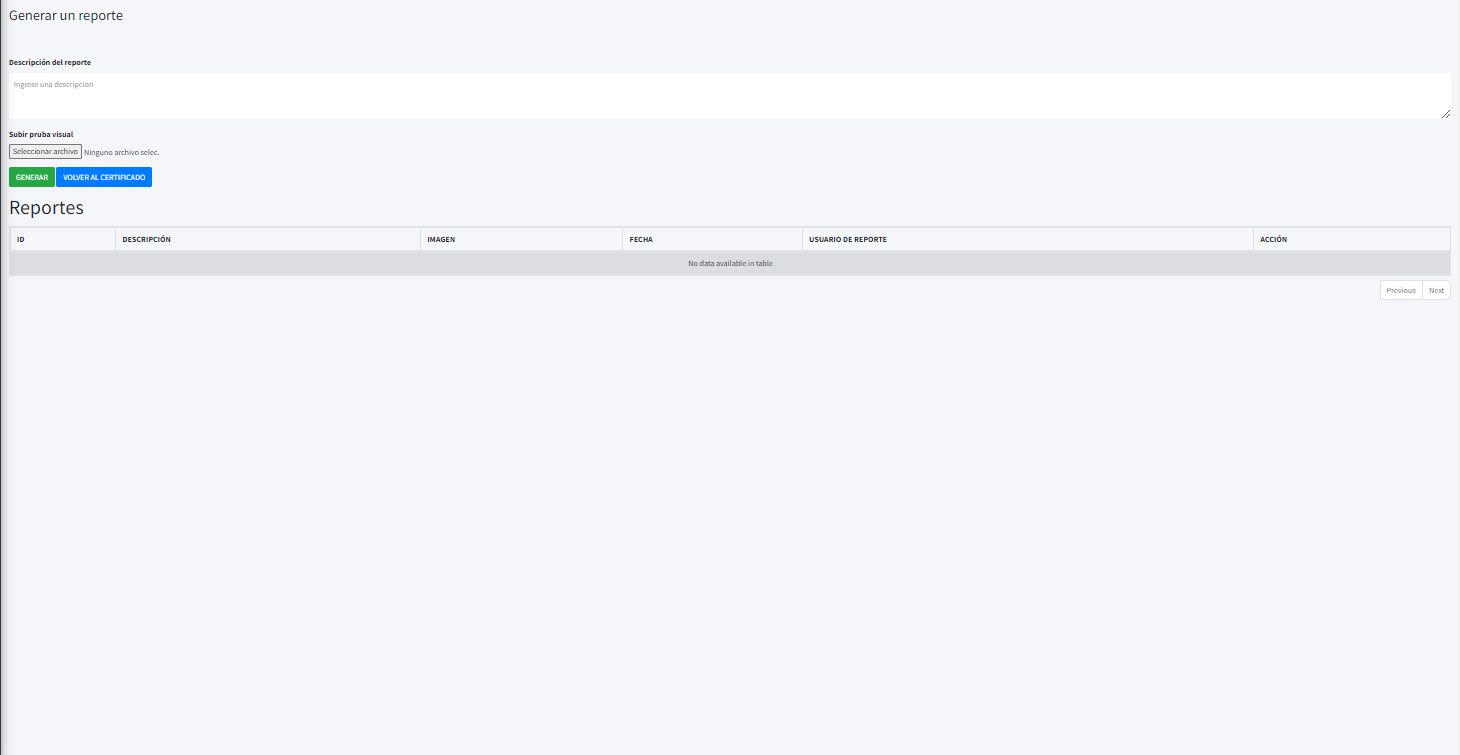 Generar un reporte
Descripción del reporte
Ingrese una descripcion
Subir pruba visual
Seleccionar archivo Ninguno archivo selec.
GENERAR VOLVER AL CERTIFICADO
Reportes
ID DESCRIPCIÓN IMAGEN FECHA USUARIO DE REPORTE ACCIÓN
No data available in table
Previous Next